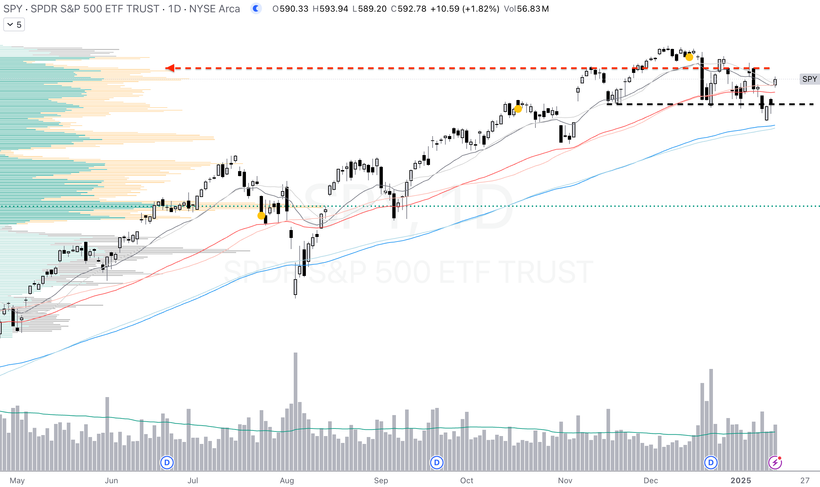 SPY · SPDR S&P 500 ETF TRUST · 1D · NYSE Arca O590.33 H593.94 L589.20 C592.78 +10.59 (+1.82%) Vol56.83M
5
SPY
SPY, 1D
SPDR S&P 500 ETF TRUST
D D D
May Jun Jul Aug Sep Oct Nov Dec 2025 27